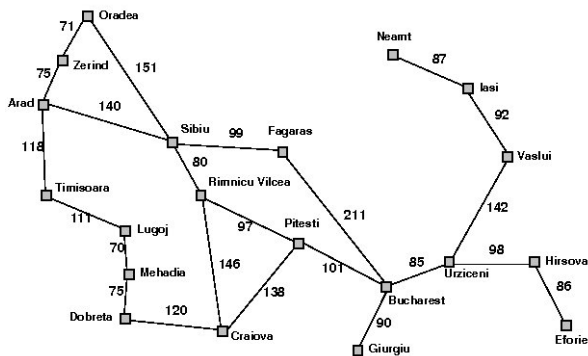 Oradea
71
Neamt
Zerind
87
75
151
Iasi
Arad
140
92
Sibiu
99
Fagaras
118
80
Vaslui
Timisoara
Rimnicu Vilcea
111
97
Pitesti
211
142
Lugoj
70
146
101
85
98
Hirsova
Mehadia
Urziceni
75
138
86
120
Bucharest
Dobreta
90
Craiova
Eforie
Giurgiu